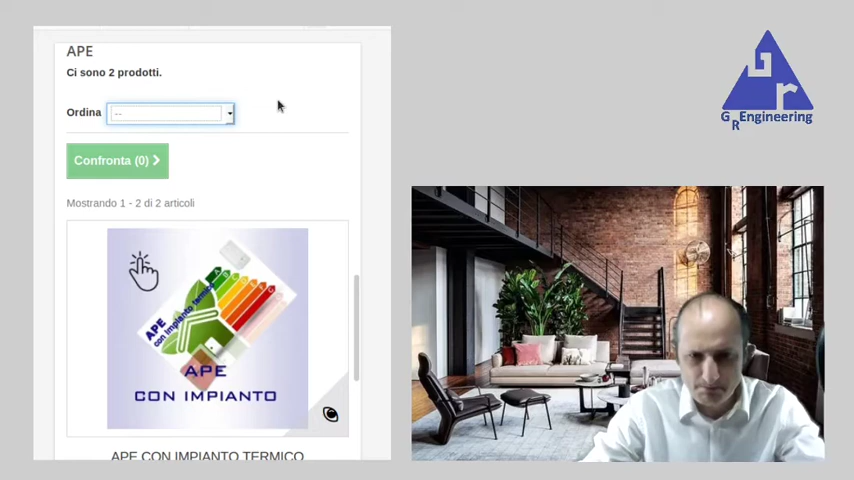 APE
Ci sono 2 prodotti.
Ordina --
Confronta (0)
Mostrando 1 - 2 di 2 articoli
APE
con impianto termico
APE
CON IMPIANTO
APE CON IMPIANTO TERMICO
G r
GREngineering